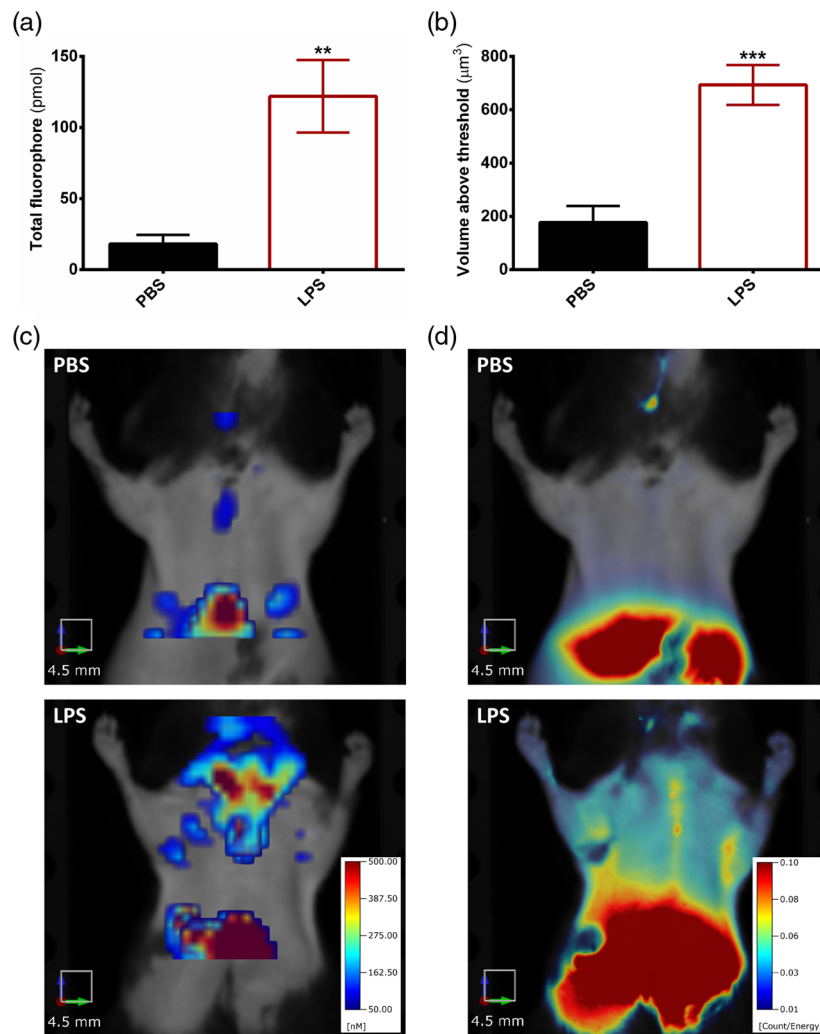 (a)
150
**
100
50
0
Total fluorophore (pmol)
PBS
LPS
(b)
800
***
600
400
200
0
Volume above threshold (µm³)
PBS
LPS
(c)
PBS
4.5 mm
(d)
PBS
4.5 mm
LPS
500.00
387.50
275.00
162.50
50.00
[nM]
4.5 mm
LPS
0.10
0.08
0.06
0.03
0.01
[Count/Energy]
4.5 mm